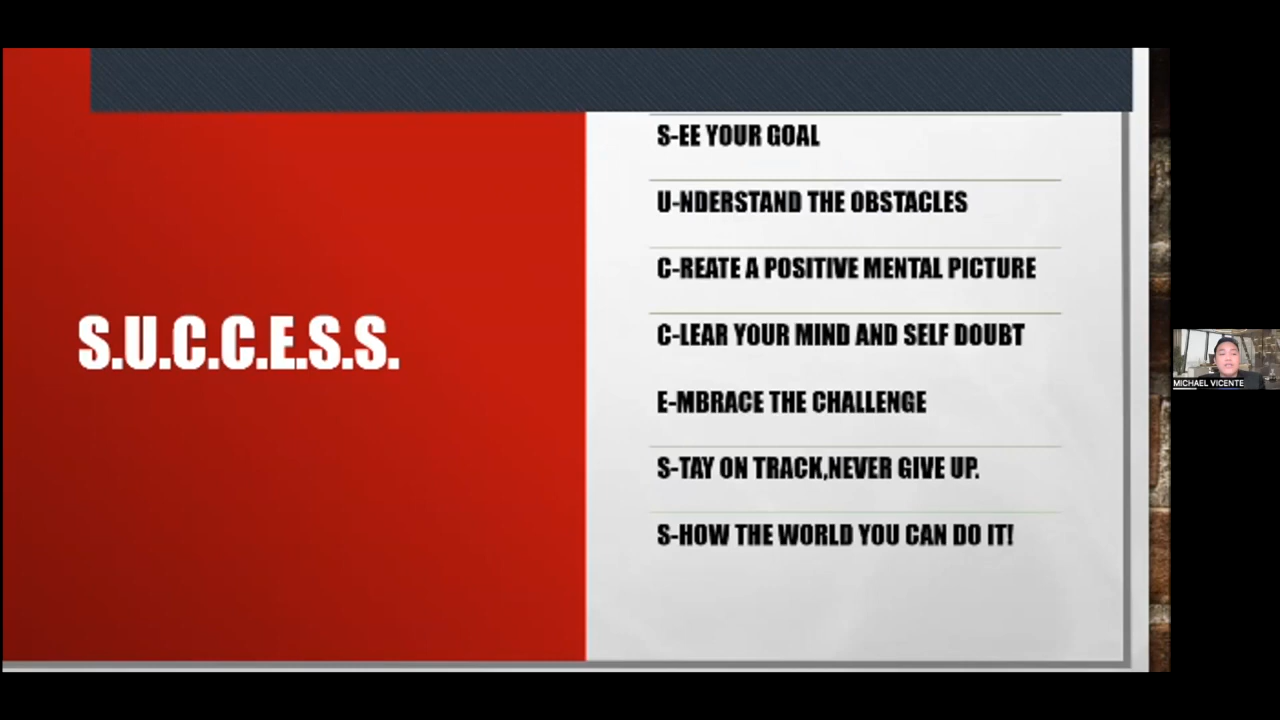 S.U.C.C.E.S.S.
S-EE YOUR GOAL
U-NDERSTAND THE OBSTACLES
C-REATE A POSITIVE MENTAL PICTURE
C-LEAR YOUR MIND AND SELF DOUBT
E-MBRACE THE CHALLENGE
S-TAY ON TRACK,NEVER GIVE UP.
S-HOW THE WORLD YOU CAN DO IT!
MICHAEL VICENTE